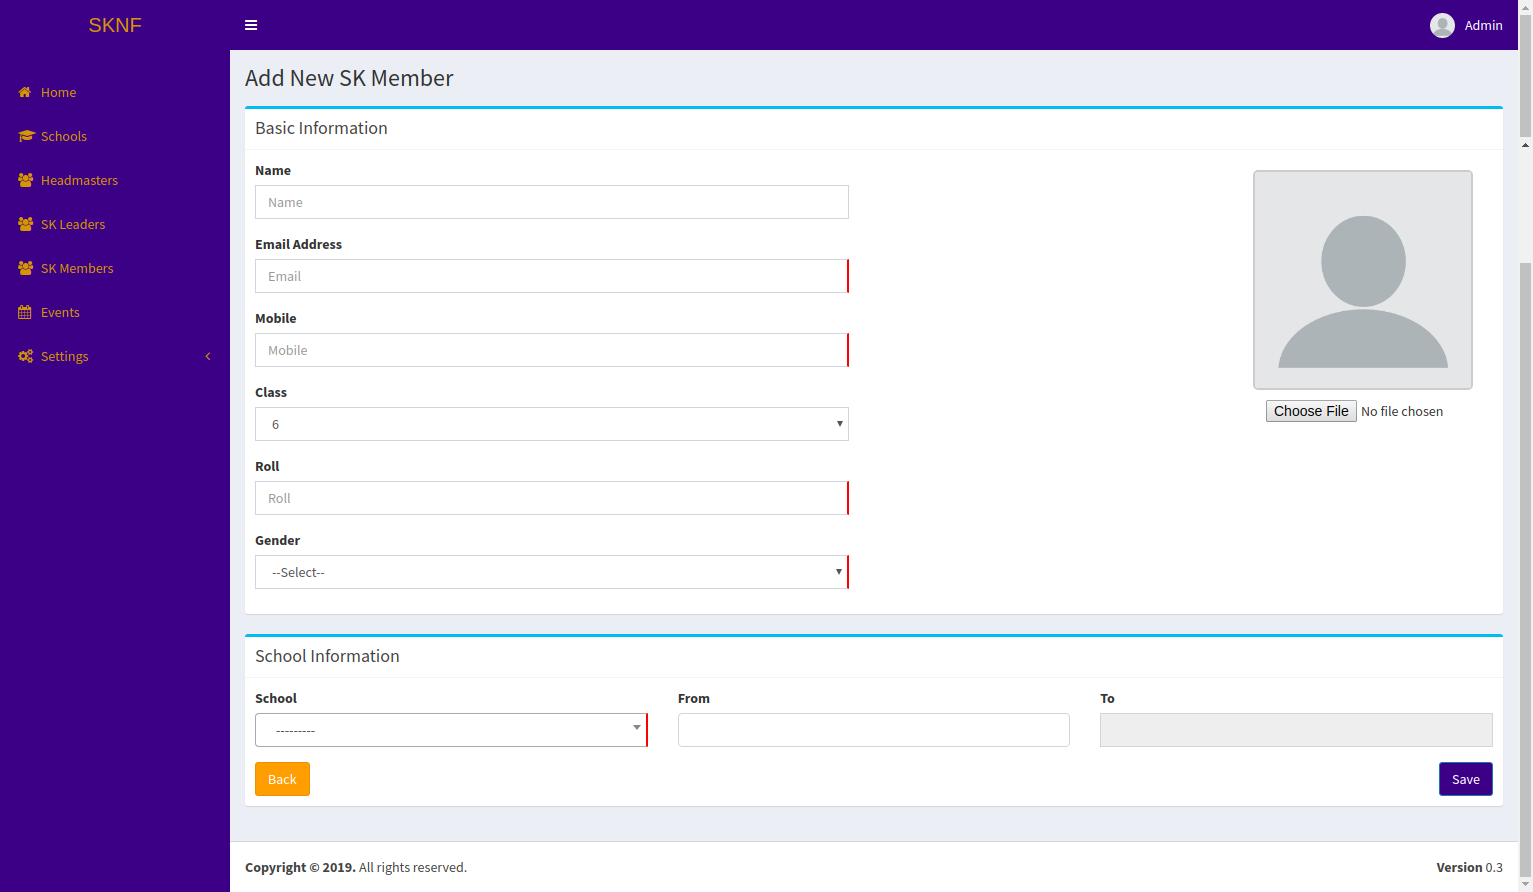 SKNF
Admin
Home
Schools
Headmasters
SK Leaders
SK Members
Events
Settings
Add New SK Member
Basic Information
Name
Name
Email Address
Email
Mobile
Mobile
Class
6
Roll
Roll
Gender
--Select--
Choose File No file chosen
School Information
School From To
---------
Back Save
Copyright © 2019. All rights reserved. Version 0.3